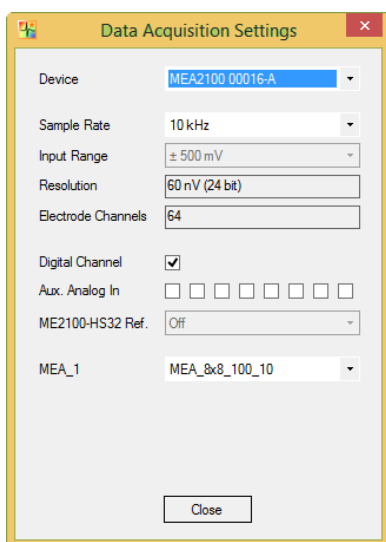 Data Acquisition Settings
Device MEA2100 00016-A
Sample Rate 10 kHz
Input Range ± 500 mV
Resolution 60 nV (24 bit)
Electrode Channels 64
Digital Channel
Aux. Analog In
ME2100-HS32 Ref. Off
MEA_1 MEA_8x8_100_10
Close